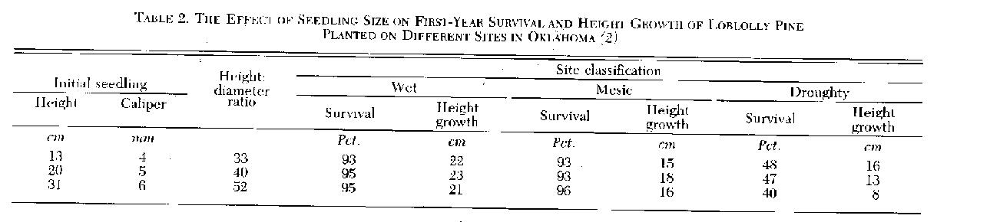 TABLE 2. THE EFFECT OF SEEDLING SIZE ON FIRST-YEAR SURVIVAL AND HEIGHT GROWTH OF LOBLOLLY PINE
PLANTED ON DIFFERENT SITES IN OKLAHOMA (2)
Site classification
Initial seedling Height: diameter ratio Wet Mesic Droughty
Height Caliper Survival Height growth Survival Height growth Survival Height growth
cm mm Pct. cm Pct. cm Pct. cm
13 4 33 93 22 93 15 48 16
20 5 40 95 23 93 18 47 13
31 6 52 95 21 96 16 40 8